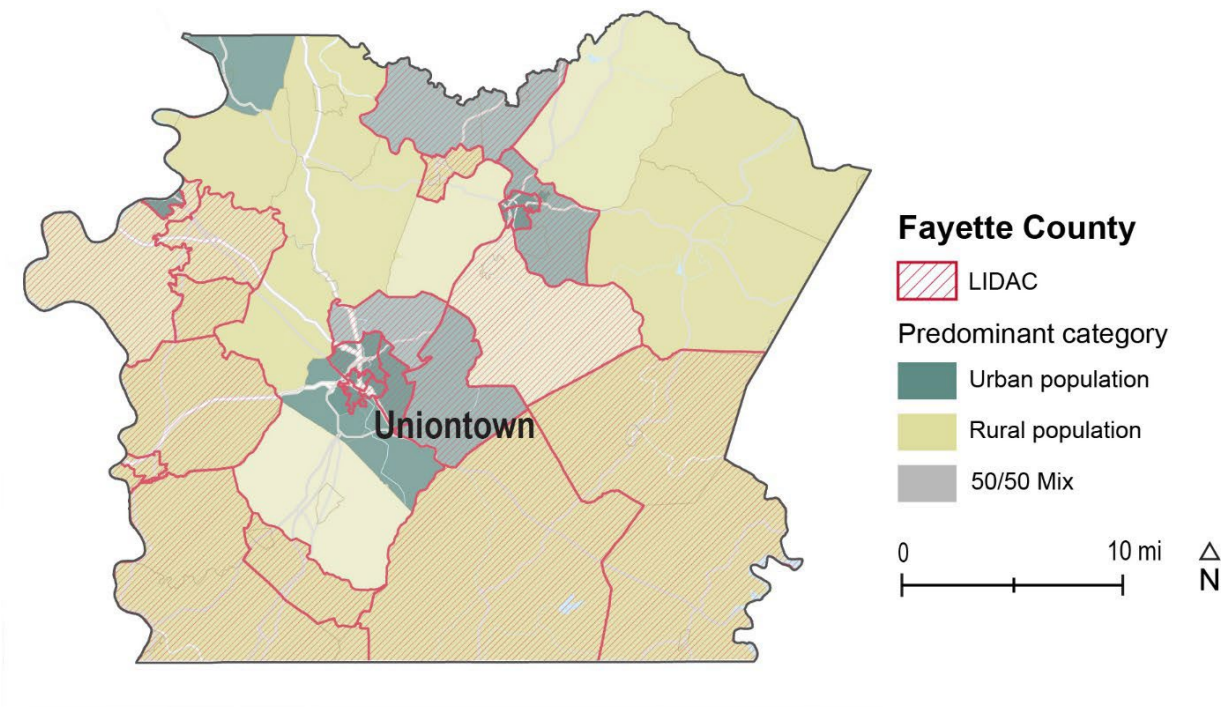 Uniontown
Fayette County
LIDAC
Predominant category
Urban population
Rural population
50/50 Mix
0 10 mi
N